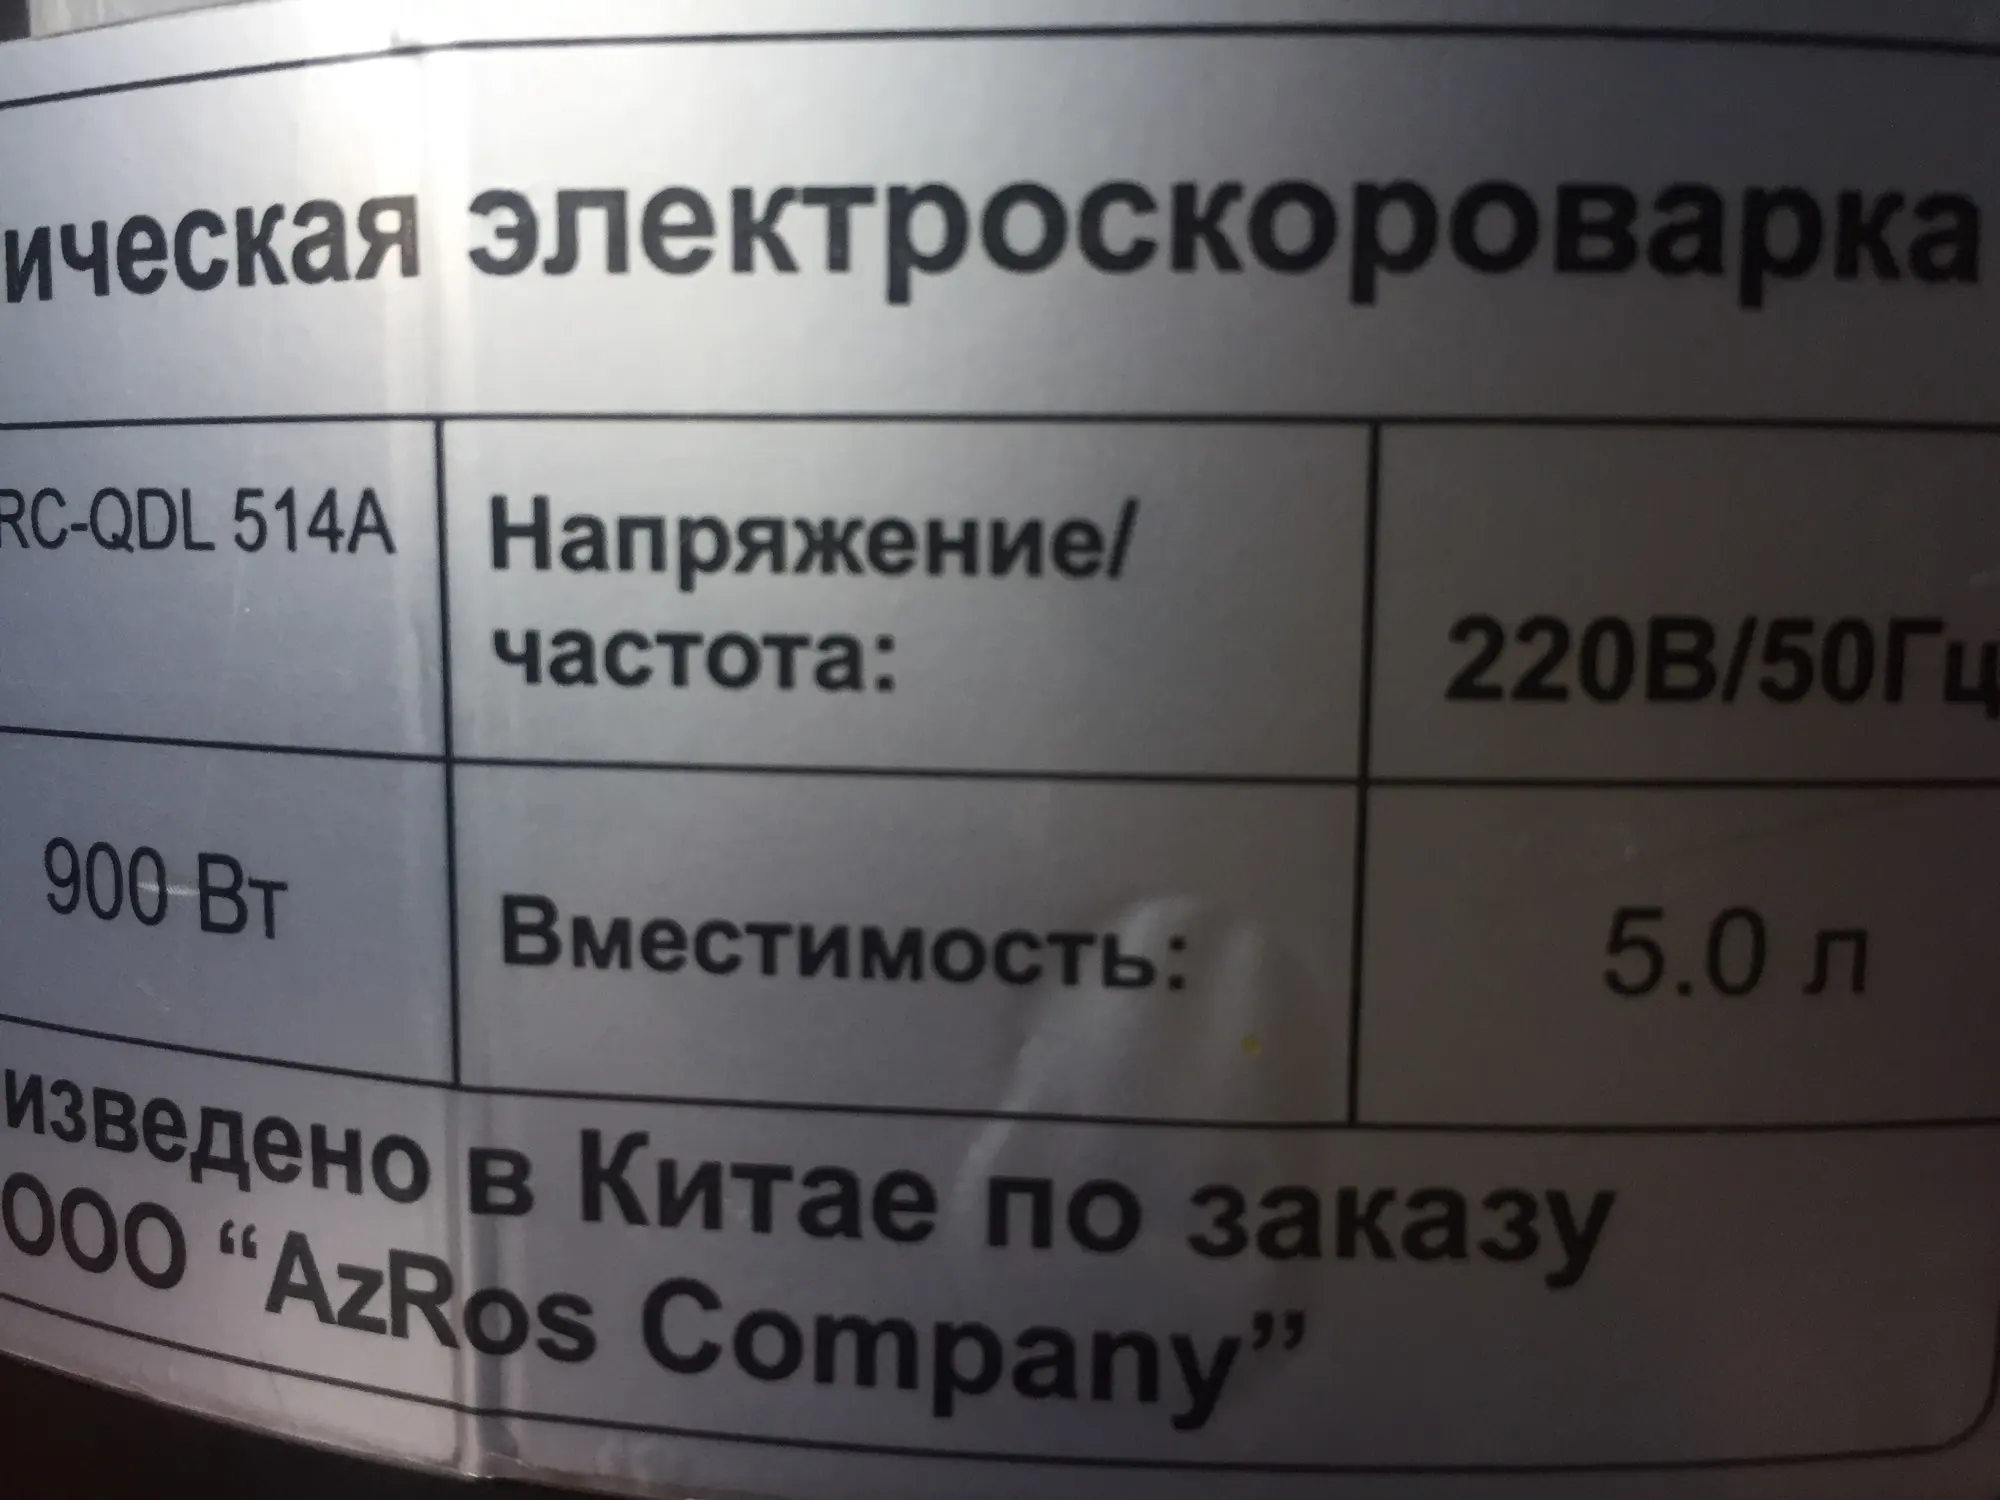 ическая электроскороварка
RC-QDL 514A
Напряжение/
частота:
220В/50Гц
900 Вт
Вместимость:
5.0 л
изведено в Китае по заказу
ООО “AzRos Company”